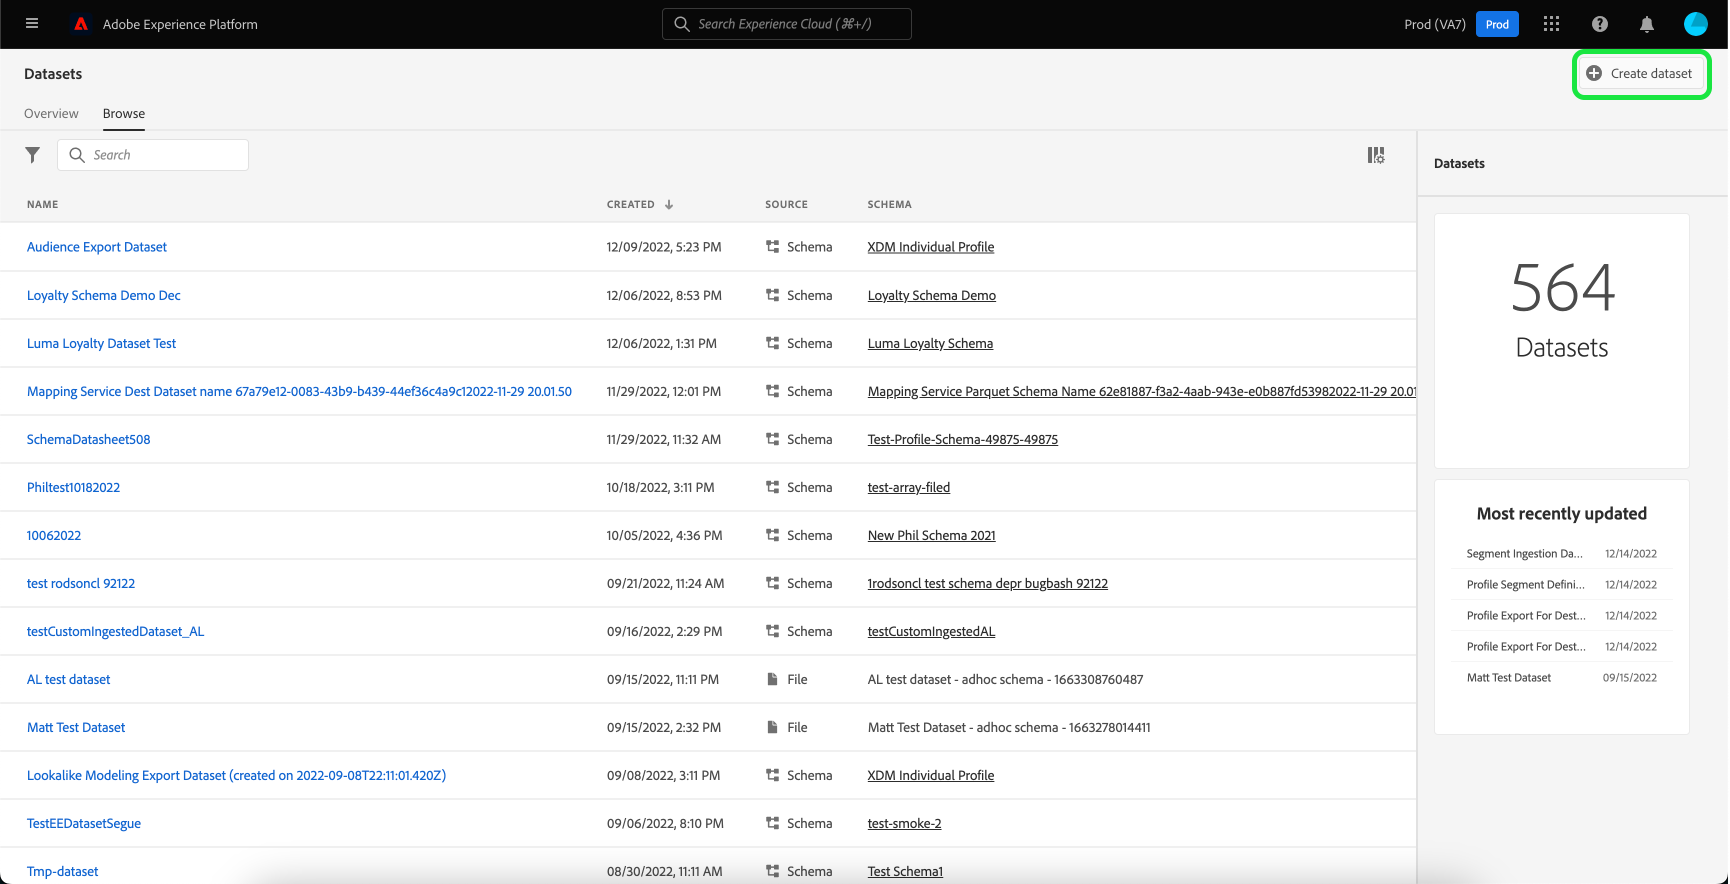 Adobe Experience Platform
Search Experience Cloud (⌘+/)
Prod (VA7)
Prod
Datasets
Create dataset
Overview
Browse
Search
NAME CREATED SOURCE SCHEMA
Audience Export Dataset 12/09/2022, 5:23 PM Schema XDM Individual Profile
Loyalty Schema Demo Dec 12/06/2022, 8:53 PM Schema Loyalty Schema Demo
Luma Loyalty Dataset Test 12/06/2022, 1:31 PM Schema Luma Loyalty Schema
Mapping Service Dest Dataset name 67a79e12-0083-43b9-b439-44ef36c4a9c12022-11-29 20.01.50 11/29/2022, 12:01 PM Schema Mapping Service Parquet Schema Name 62e81887-f3a2-4aab-943e-e0b887fd53982022-11-29 20.01
SchemaDatasheet508 11/29/2022, 11:32 AM Schema Test-Profile-Schema-49875-49875
Philtest10182022 10/18/2022, 3:11 PM Schema test-array-filed
10062022 10/05/2022, 4:36 PM Schema New Phil Schema 2021
test rodsoncl 92122 09/21/2022, 11:24 AM Schema 1rodsoncl test schema depr bugbash 92122
testCustomIngestedDataset_AL 09/16/2022, 2:29 PM Schema testCustomIngestedAL
AL test dataset 09/15/2022, 11:11 PM File AL test dataset - adhoc schema - 1663308760487
Matt Test Dataset 09/15/2022, 2:32 PM File Matt Test Dataset - adhoc schema - 1663278014411
Lookalike Modeling Export Dataset (created on 2022-09-08T22:11:01.420Z) 09/08/2022, 3:11 PM Schema XDM Individual Profile
TestEEDatasetSegue 09/06/2022, 8:10 PM Schema test-smoke-2
Tmp-dataset 08/30/2022, 11:11 AM Schema Test Schema1
Datasets
564
Datasets
Most recently updated
Segment Ingestion Da... 12/14/2022
Profile Segment Defini... 12/14/2022
Profile Export For Dest... 12/14/2022
Profile Export For Dest... 12/14/2022
Matt Test Dataset 09/15/2022